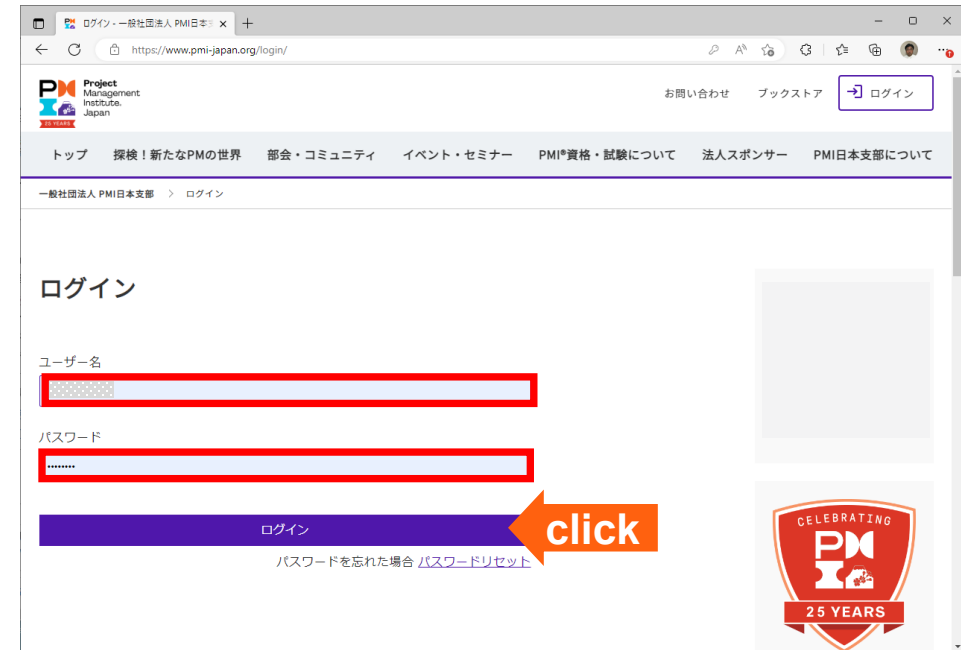 ログイン - 一般社団法人 PMI日本支
https://www.pmi-japan.org/login/
PM Project
Management
Institute.
Japan
25 YEARS
お問い合わせ ブックストア ログイン
トップ 探検！新たなPMの世界 部会・コミュニティ イベント・セミナー PMI®資格・試験について 法人スポンサー PMI日本支部について
一般社団法人 PMI日本支部 > ログイン
ログイン
ユーザー名
パスワード
••••••••
ログイン
click
パスワードを忘れた場合 パスワードリセット
CELEBRATING
PMI
25 YEARS